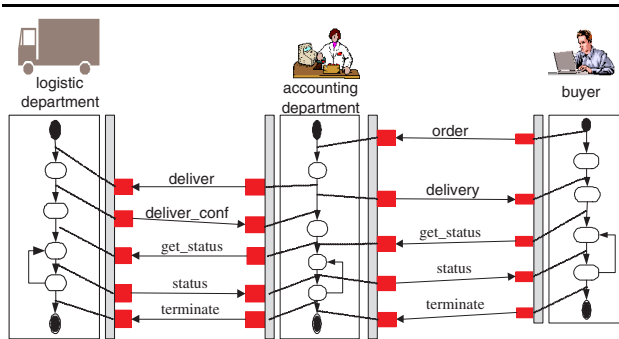 logistic
department
accounting
department
buyer
order
deliver
delivery
deliver_conf
get_status
get_status
status
status
terminate
terminate